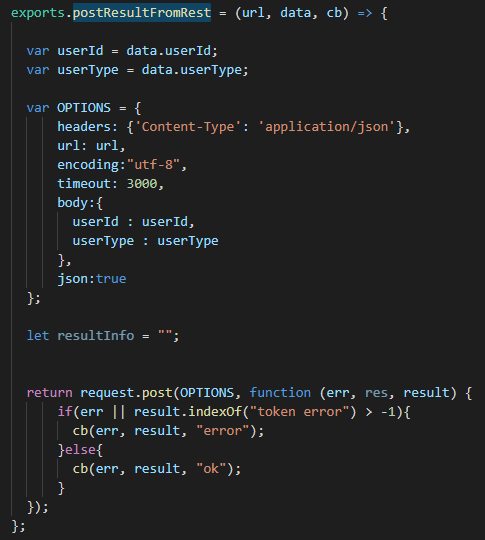 exports.postResultFromRest = (url, data, cb) => {
var userId = data.userId;
var userType = data.userType;
var OPTIONS = {
headers: {'Content-Type': 'application/json'},
url: url,
encoding:"utf-8",
timeout: 3000,
body:{
userId : userId,
userType : userType
},
json:true
};
let resultInfo = "";
return request.post(OPTIONS, function (err, res, result) {
if(err || result.indexOf("token error") > -1){
cb(err, result, "error");
}else{
cb(err, result, "ok");
}
});
};